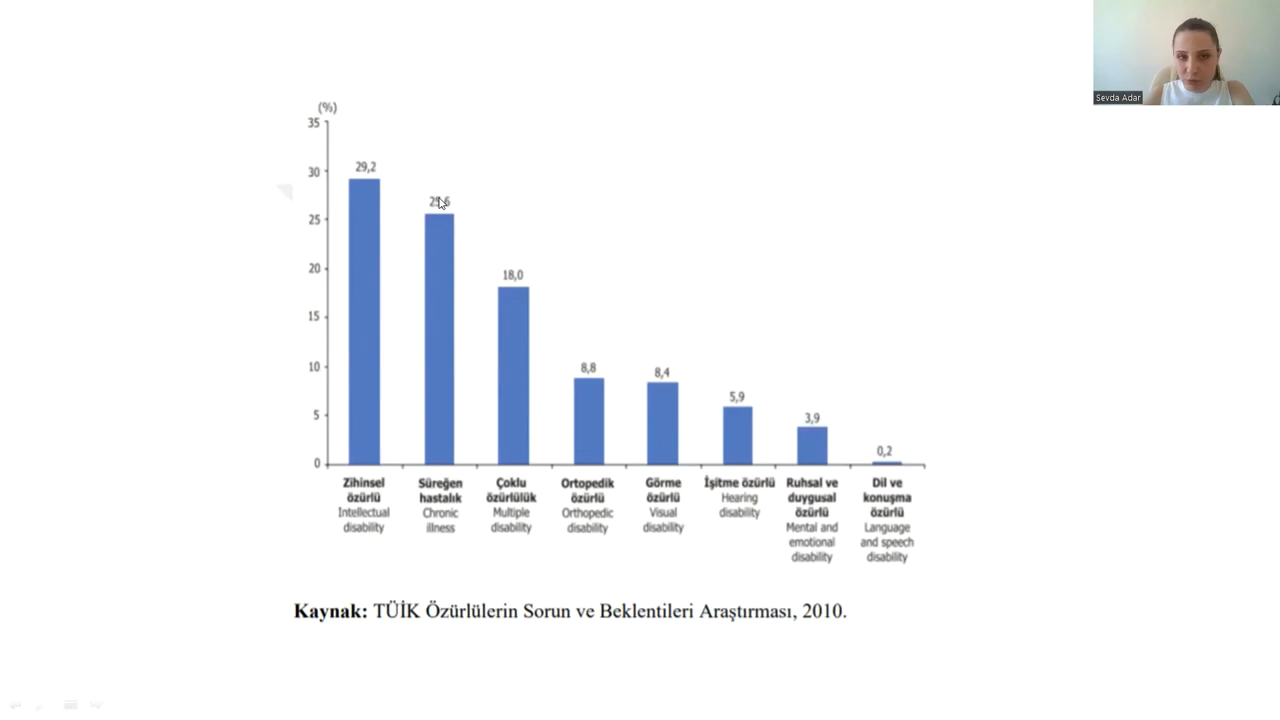 Sevda Adar
(%)
35
30
25
20
15
10
5
0
29,2
18,0
8,8
8,4
5,9
3,9
0,2
Zihinsel
özürlü
Intellectual
disability
Süreğen
hastalık
Chronic
illness
Çoklu
özürlülük
Multiple
disability
Ortopedik
özürlü
Orthopedic
disability
Görme
özürlü
Visual
disability
İşitme özürlü
Hearing
disability
Ruhsal ve
duygusal
özürlü
Mental and
emotional
disability
Dil ve
konuşma
özürlü
Language
and speech
disability
Kaynak: TÜİK Özürlülerin Sorun ve Beklentileri Araştırması, 2010.